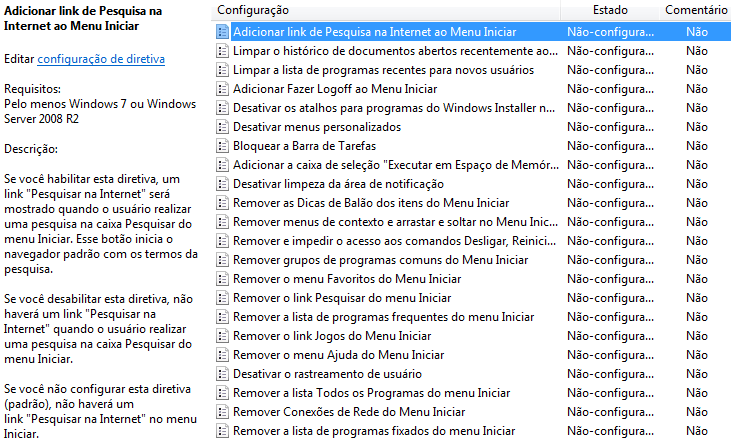 Adicionar link de Pesquisa na
Internet ao Menu Iniciar
Editar configuração de diretiva
Requisitos:
Pelo menos Windows 7 ou Windows
Server 2008 R2
Descrição:
Se você habilitar esta diretiva, um
link "Pesquisar na Internet" será
mostrado quando o usuário realizar
uma pesquisa na caixa Pesquisar do
menu Iniciar. Esse botão inicia o
navegador padrão com os termos da
pesquisa.
Se você desabilitar esta diretiva, não
haverá um link "Pesquisar na
Internet" quando o usuário realizar
uma pesquisa na caixa Pesquisar do
menu Iniciar.
Se você não configurar esta diretiva
(padrão), não haverá um
link "Pesquisar na Internet" no menu
Iniciar.
Configuração Estado Comentário
Adicionar link de Pesquisa na Internet ao Menu Iniciar Não-configura... Não
Limpar o histórico de documentos abertos recentemente ao... Não-configura... Não
Limpar a lista de programas recentes para novos usuários Não-configura... Não
Adicionar Fazer Logoff ao Menu Iniciar Não-configura... Não
Desativar os atalhos para programas do Windows Installer n... Não-configura... Não
Desativar menus personalizados Não-configura... Não
Bloquear a Barra de Tarefas Não-configura... Não
Adicionar a caixa de seleção "Executar em Espaço de Memór... Não-configura... Não
Desativar limpeza da área de notificação Não-configura... Não
Remover as Dicas de Balão dos itens do Menu Iniciar Não-configura... Não
Remover menus de contexto e arrastar e soltar no Menu Inic... Não-configura... Não
Remover e impedir o acesso aos comandos Desligar, Reinici... Não-configura... Não
Remover grupos de programas comuns do Menu Iniciar Não-configura... Não
Remover o menu Favoritos do Menu Iniciar Não-configura... Não
Remover o link Pesquisar do menu Iniciar Não-configura... Não
Remover a lista de programas frequentes do menu Iniciar Não-configura... Não
Remover o link Jogos do Menu Iniciar Não-configura... Não
Remover o menu Ajuda do Menu Iniciar Não-configura... Não
Desativar o rastreamento de usuário Não-configura... Não
Remover a lista Todos os Programas do menu Iniciar Não-configura... Não
Remover Conexões de Rede do Menu Iniciar Não-configura... Não
Remover a lista de programas fixados do menu Iniciar Não-configura... Não